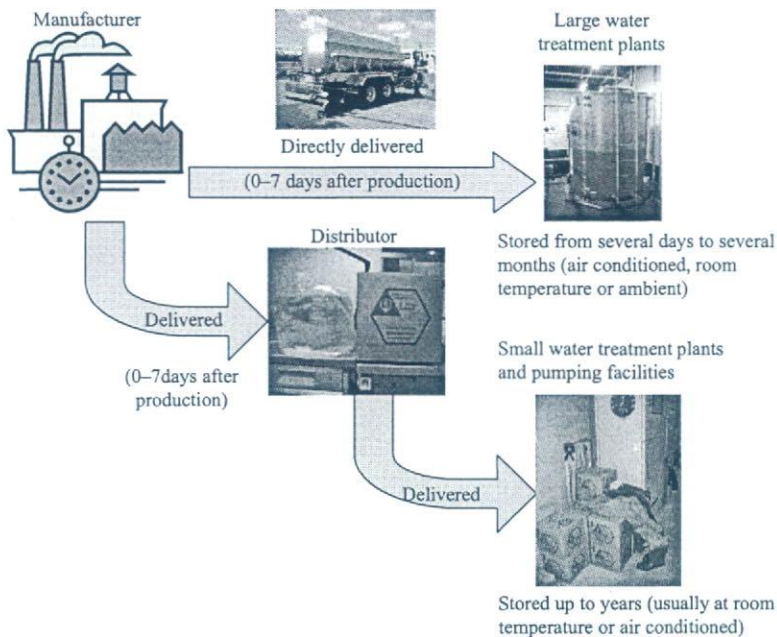 Manufacturer
Large water
treatment plants
Directly delivered
(0–7 days after production)
Stored from several days to several
months (air conditioned, room
temperature or ambient)
Distributor
Delivered
(0–7days after
production)
Small water treatment plants
and pumping facilities
Delivered
Stored up to years (usually at room
temperature or air conditioned)